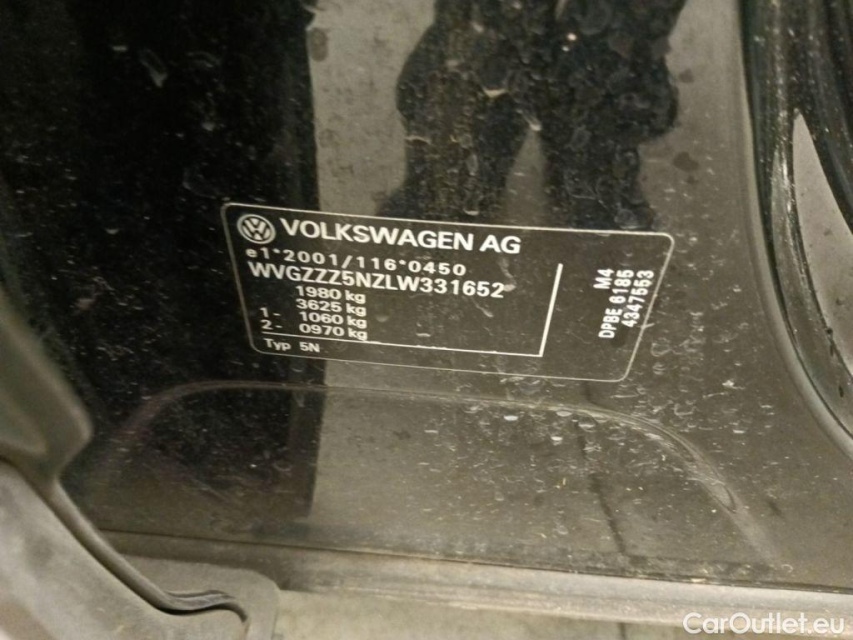 VOLKSWAGEN AG
e1*2001/116*0450
WVGZZZ5NZLW331652
1980 kg
3625 kg
1- 1060 kg
2- 0970 kg
Typ 5N
M4
DPBE 8185
4347553
CarOutlet.eu